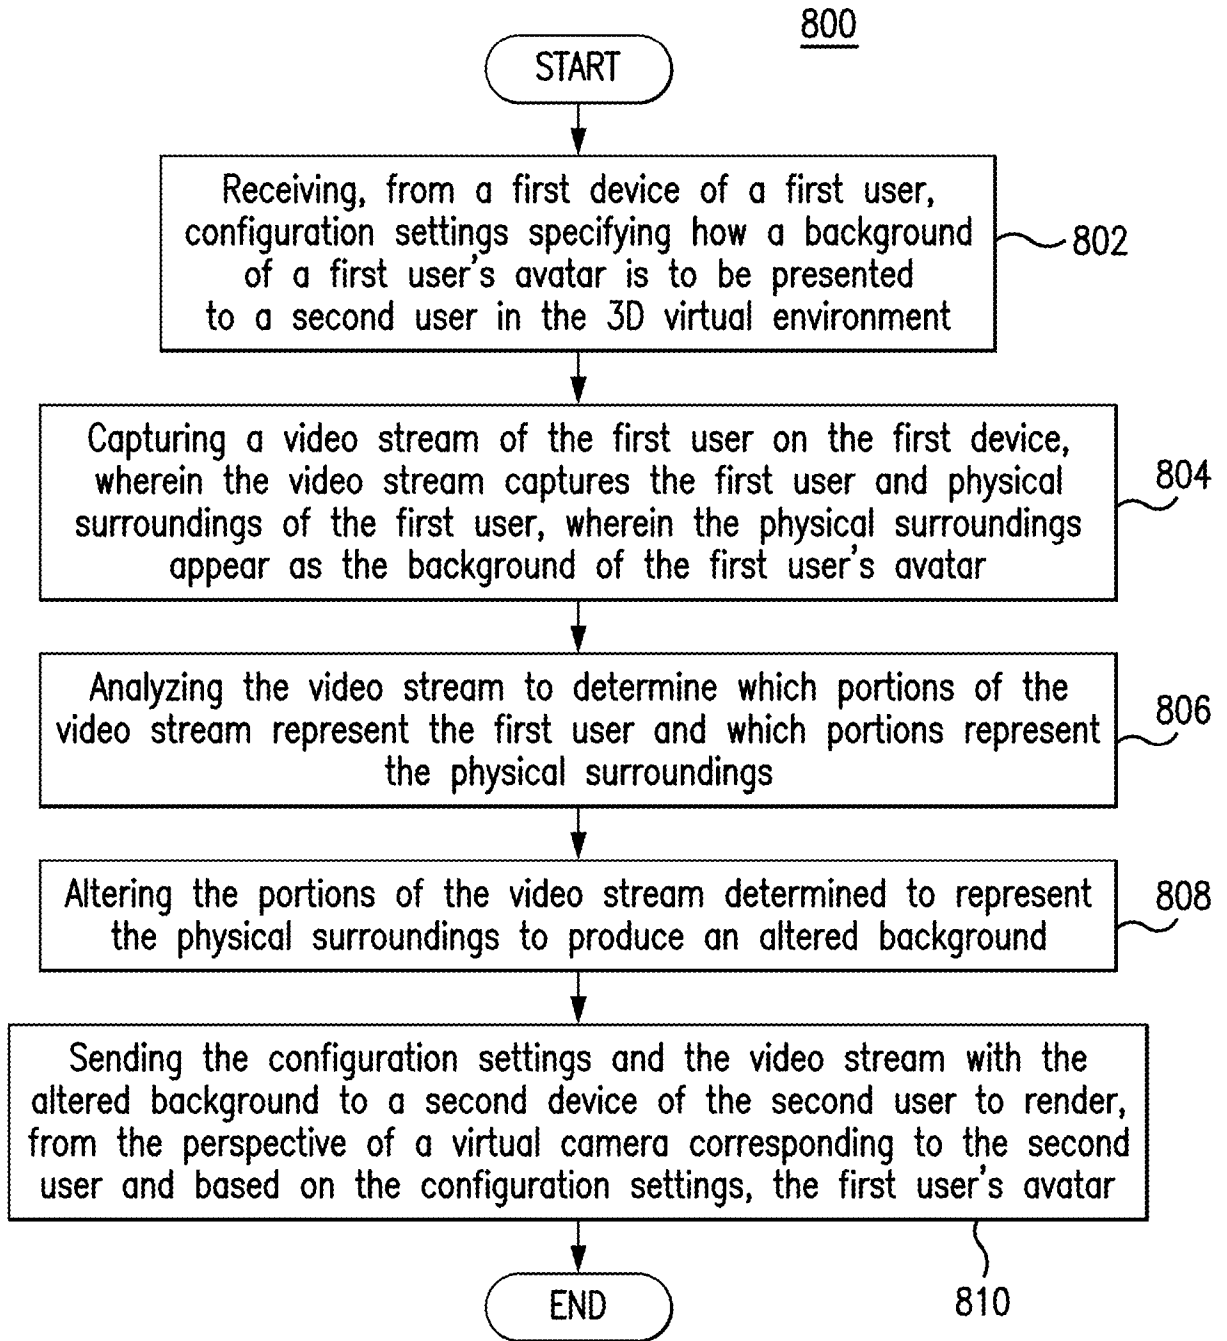 800
START
Receiving, from a first device of a first user,
configuration settings specifying how a background
of a first user's avatar is to be presented
to a second user in the 3D virtual environment
802
Capturing a video stream of the first user on the first device,
wherein the video stream captures the first user and physical
surroundings of the first user, wherein the physical surroundings
appear as the background of the first user's avatar
804
Analyzing the video stream to determine which portions of the
video stream represent the first user and which portions represent
the physical surroundings
806
Altering the portions of the video stream determined to represent
the physical surroundings to produce an altered background
808
Sending the configuration settings and the video stream with the
altered background to a second device of the second user to render,
from the perspective of a virtual camera corresponding to the second
user and based on the configuration settings, the first user's avatar
810
END